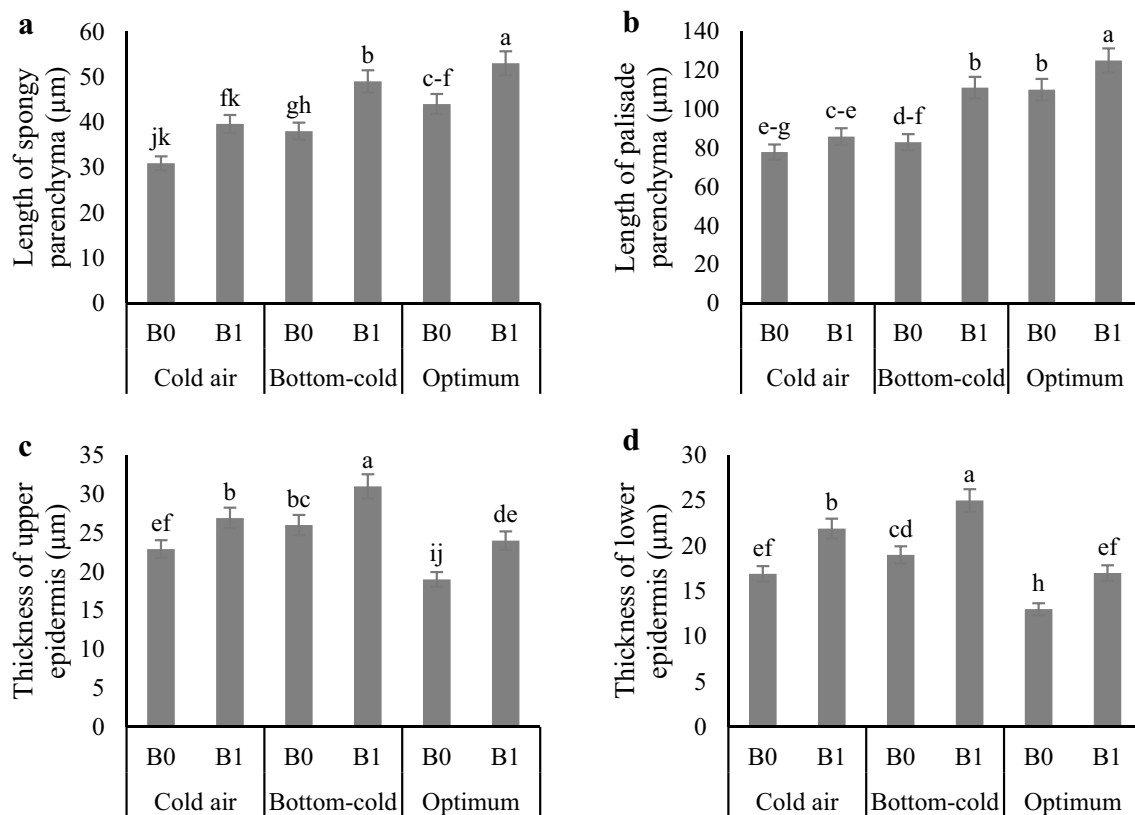 a
Length of spongy
parenchyma (μm)
60
50
40
30
20
10
0
jk
fk
gh
b
c-f
a
B0 B1 B0 B1 B0 B1
Cold air Bottom-cold Optimum
b
Length of palisade
parenchyma (μm)
140
120
100
80
60
40
20
0
e-g
c-e
d-f
b
b
a
B0 B1 B0 B1 B0 B1
Cold air Bottom-cold Optimum
c
Thickness of upper
epidermis (μm)
35
30
25
20
15
10
5
0
ef
b
bc
a
ij
de
B0 B1 B0 B1 B0 B1
Cold air Bottom-cold Optimum
d
Thickness of lower
epidermis (μm)
30
25
20
15
10
5
0
ef
b
cd
a
h
ef
B0 B1 B0 B1 B0 B1
Cold air Bottom-cold Optimum